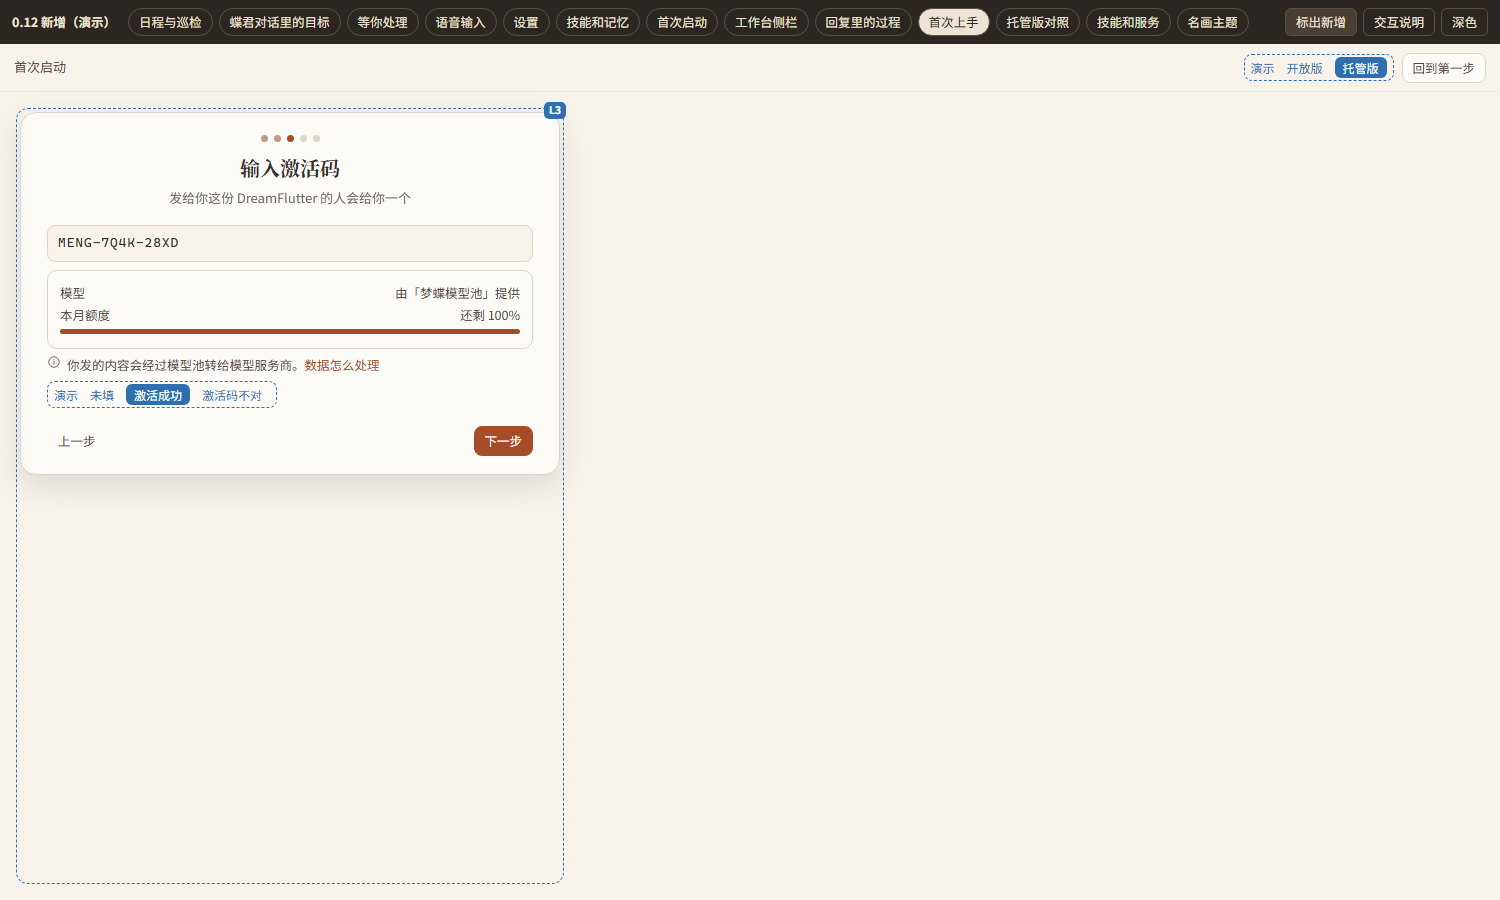 0.12 新增（演示） 日程与巡检 蝶君对话里的目标 等你处理 语音输入 设置 技能和记忆 首次启动 工作台侧栏 回复里的过程 首次上手 托管版对照 技能和服务 名画主题 标出新增 交互说明 深色
首次启动 演示 开放版 托管版 回到第一步
L3
输入激活码
发给你这份 DreamFlutter 的人会给你一个
MENG-7Q4K-28XD
模型 由「梦蝶模型池」提供
本月额度 还剩 100%
你发的内容会经过模型池转给模型服务商。数据怎么处理
演示 未填 激活成功 激活码不对
上一步 下一步